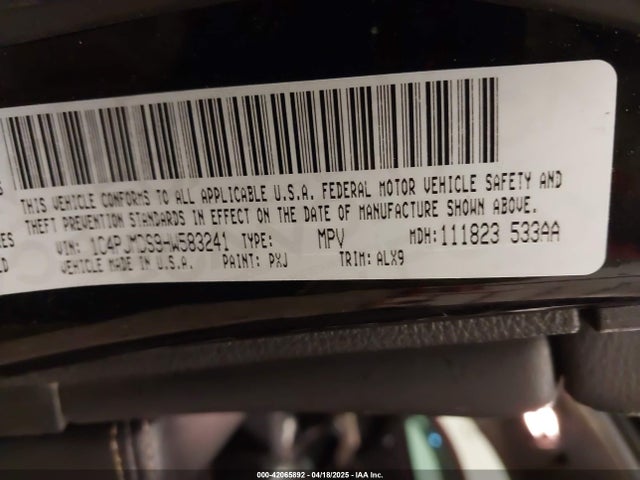 S
THIS VEHICLE CONFORMS TO ALL APPLICABLE U.S.A. FEDERAL MOTOR VEHICLE SAFETY AND
THEFT PREVENTION STANDARDS IN EFFECT ON THE DATE OF MANUFACTURE SHOWN ABOVE.
RES
VIN: TYPE: MPV MDH: 111823 533AA
LD
VEHICLE MADE IN U.S.A. PAINT: PXJ TRIM: ALX9
000-42065892 - 04/18/2025 - IAA Inc.